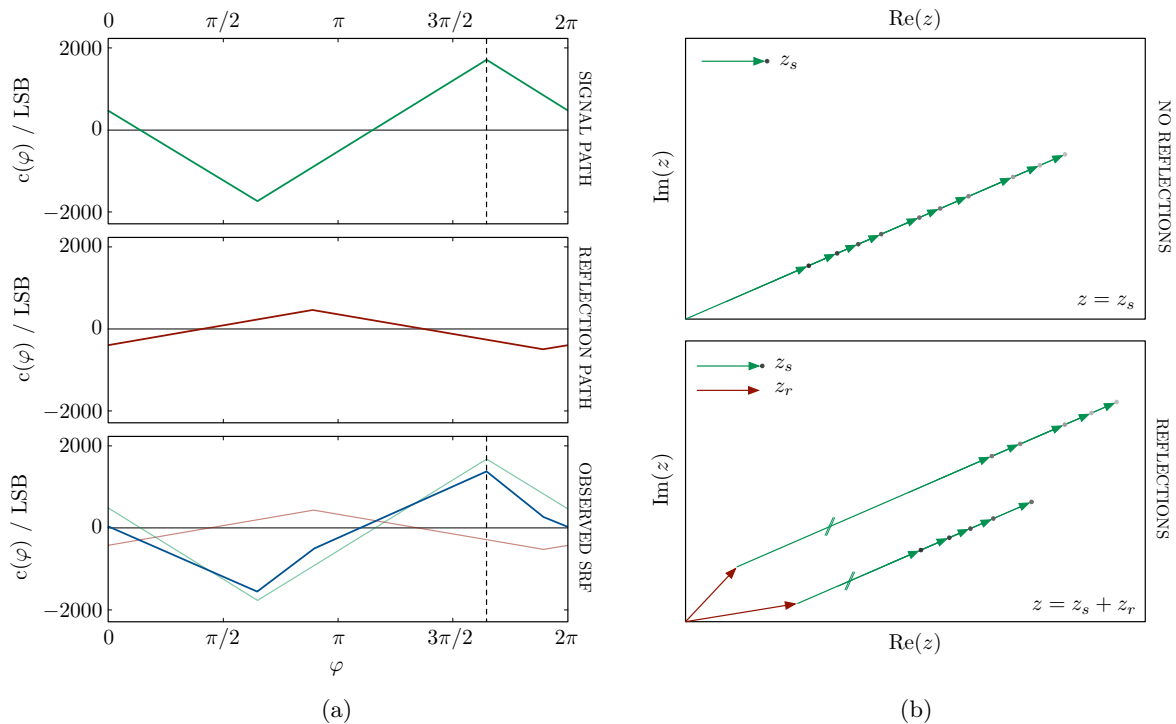 0 π/2 π 3π/2 2π
2000
0
−2000
c(φ) / LSB
SIGNAL PATH
2000
0
−2000
c(φ) / LSB
REFLECTION PATH
2000
0
−2000
c(φ) / LSB
OBSERVED SRF
0 π/2 π 3π/2 2π
φ
(a)
Re(z)
z_s
Im(z)
NO REFLECTIONS
z = z_s
z_s
z_r
Im(z)
REFLECTIONS
z = z_s + z_r
Re(z)
(b)